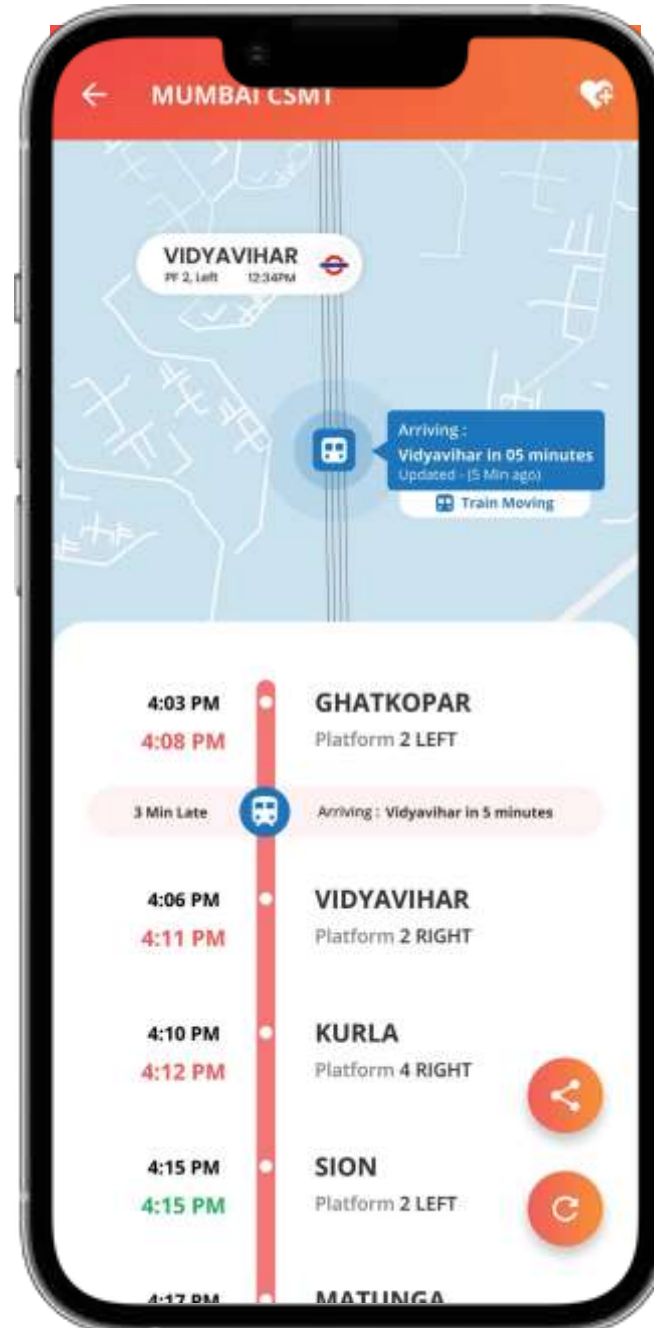 MUMBAI CSMT
VIDYAVIHAR
PF 2, Left 12:34PM
Arriving :
Vidyavihar in 05 minutes
Updated - (5 Min ago)
Train Moving
4:03 PM GHATKOPAR
4:08 PM Platform 2 LEFT
3 Min Late Arriving : Vidyavihar in 5 minutes
4:06 PM VIDYAVIHAR
4:11 PM Platform 2 RIGHT
4:10 PM KURLA
4:12 PM Platform 4 RIGHT
4:15 PM SION
4:15 PM Platform 2 LEFT
4:17 PM MATUNGA